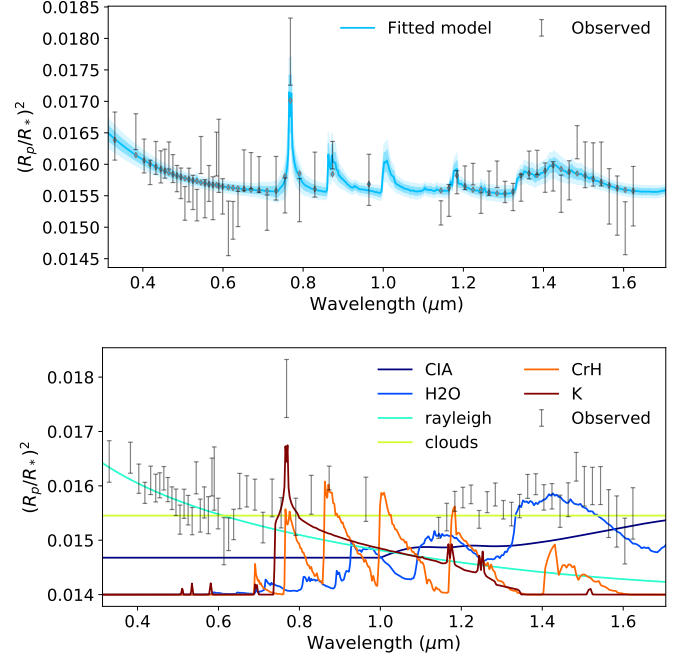 0.0185
0.0180
0.0175
0.0170
0.0165
0.0160
0.0155
0.0150
0.0145
(Rp/R*)²
Fitted model
Observed
0.4 0.6 0.8 1.0 1.2 1.4 1.6
Wavelength (μm)
0.018
0.017
0.016
0.015
0.014
(Rp/R*)²
CIA
H2O
rayleigh
clouds
CrH
K
Observed
0.4 0.6 0.8 1.0 1.2 1.4 1.6
Wavelength (μm)